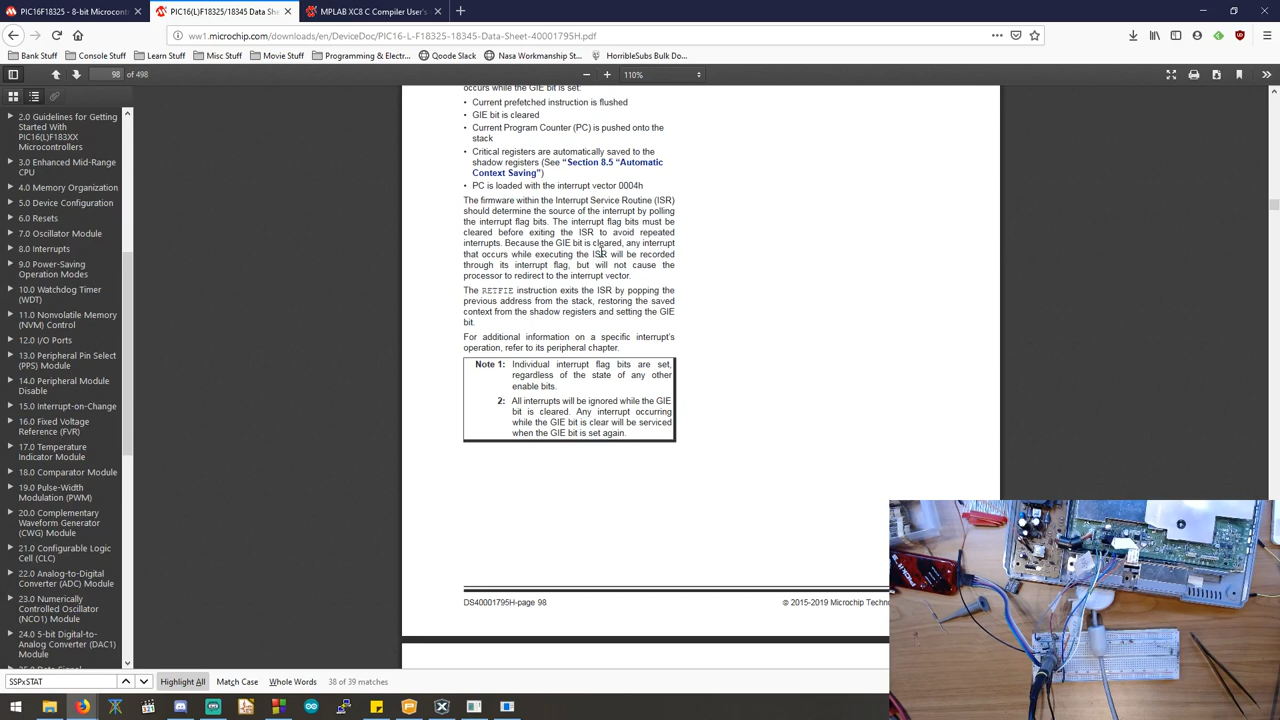 PIC16F18325 - 8-bit Microcont
PIC16(L)F18325/18345 Data She
MPLAB XC8 C Compiler User's
ww1.microchip.com/downloads/en/DeviceDoc/PIC16-L-F18325-18345-Data-Sheet-40001795H.pdf
Bank Stuff
Console Stuff
Learn Stuff
Misc Stuff
Movie Stuff
Programming & Electr...
Qode Slack
Nasa Workmanship St...
HorribleSubs Bulk Do...
98 of 498
110%
2.0 Guidelines for Getting
Started With
PIC16(L)F183XX
Microcontrollers
3.0 Enhanced Mid-Range
CPU
4.0 Memory Organization
5.0 Device Configuration
6.0 Resets
7.0 Oscillator Module
8.0 Interrupts
9.0 Power-Saving
Operation Modes
10.0 Watchdog Timer
(WDT)
11.0 Nonvolatile Memory
(NVM) Control
12.0 I/O Ports
13.0 Peripheral Pin Select
(PPS) Module
14.0 Peripheral Module
Disable
15.0 Interrupt-on-Change
16.0 Fixed Voltage
Reference (FVR)
17.0 Temperature
Indicator Module
18.0 Comparator Module
19.0 Pulse-Width
Modulation (PWM)
20.0 Complementary
Waveform Generator
(CWG) Module
21.0 Configurable Logic
Cell (CLC)
22.0 Analog-to-Digital
Converter (ADC) Module
23.0 Numerically
Controlled Oscillator
(NCO1) Module
24.0 5-bit Digital-to-
Analog Converter (DAC1)
Module
25.0 Data Signal
occurs while the GIE bit is set:
• Current prefetched instruction is flushed
• GIE bit is cleared
• Current Program Counter (PC) is pushed onto the
stack
• Critical registers are automatically saved to the
shadow registers (See "Section 8.5 "Automatic
Context Saving")
• PC is loaded with the interrupt vector 0004h
The firmware within the Interrupt Service Routine (ISR)
should determine the source of the interrupt by polling
the interrupt flag bits. The interrupt flag bits must be
cleared before exiting the ISR to avoid repeated
interrupts. Because the GIE bit is cleared, any interrupt
that occurs while executing the ISR will be recorded
through its interrupt flag, but will not cause the
processor to redirect to the interrupt vector.
The RETFIE instruction exits the ISR by popping the
previous address from the stack, restoring the saved
context from the shadow registers and setting the GIE
bit.
For additional information on a specific interrupt's
operation, refer to its peripheral chapter.
Note 1: Individual interrupt flag bits are set,
regardless of the state of any other
enable bits.
2: All interrupts will be ignored while the GIE
bit is cleared. Any interrupt occurring
while the GIE bit is clear will be serviced
when the GIE bit is set again.
DS40001795H-page 98
© 2015-2019 Microchip Techno
SSPxSTAT
Highlight All
Match Case
Whole Words
38 of 39 matches